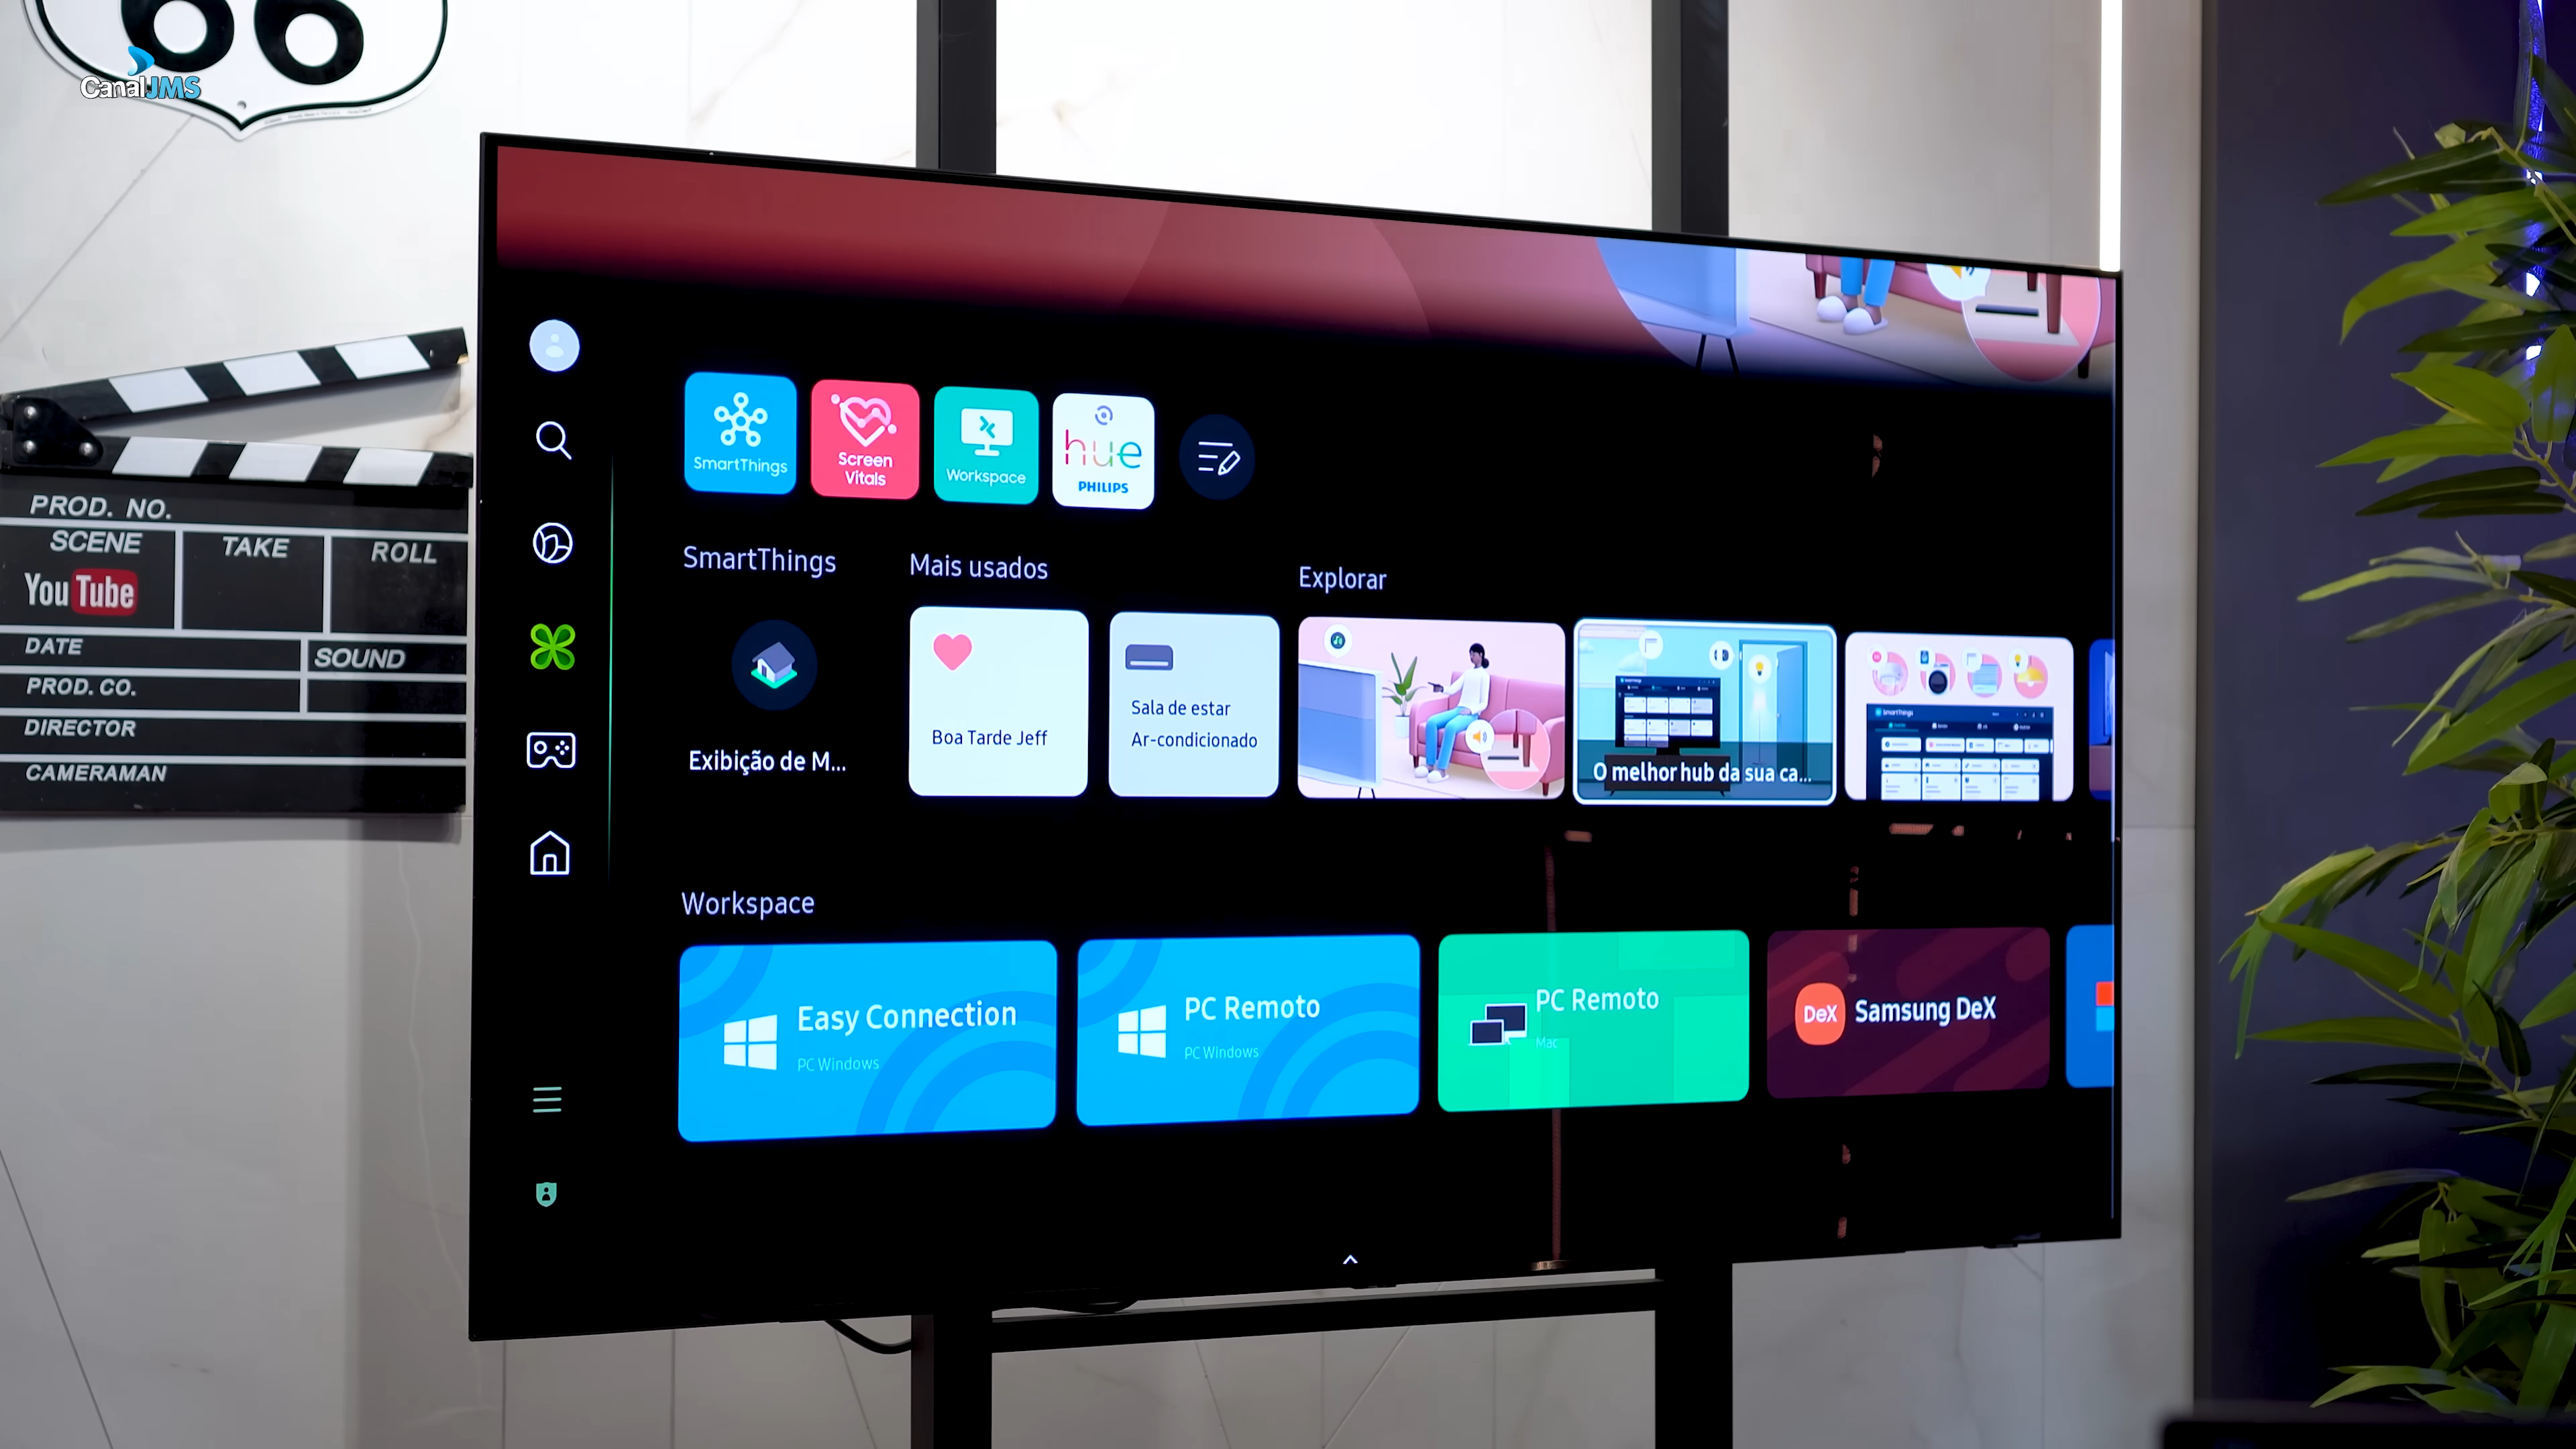 66
CanalJMS
PROD. NO.
SCENE
TAKE
ROLL
YouTube
DATE
SOUND
PROD. CO.
DIRECTOR
CAMERAMAN
SmartThings
Screen
Vitals
Workspace
hue
PHILIPS
SmartThings
Mais usados
Explorar
Exibição de M...
Boa Tarde Jeff
Sala de estar
Ar-condicionado
O melhor hub da sua ca...
SmartThings
Workspace
Easy Connection
PC Windows
PC Remoto
PC Windows
PC Remoto
Mac
DeX
Samsung DeX